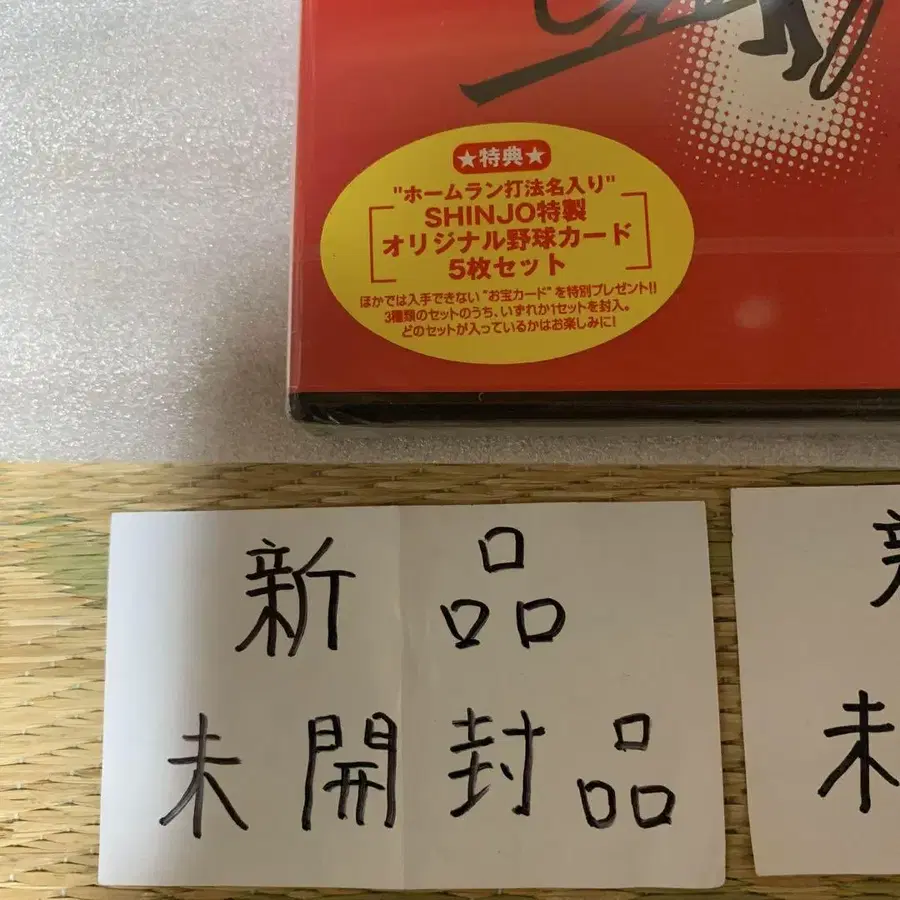 ★特典★
"ホームラン打法名入り"
SHINJO特製
オリジナル野球カード
5枚セット
ほかでは入手できない"お宝カード"を特別プレゼント!!
3種類のセットのうち、いずれか1セットを封入。
どのセットが入っているかはお楽しみに!
新品
未開封品
未